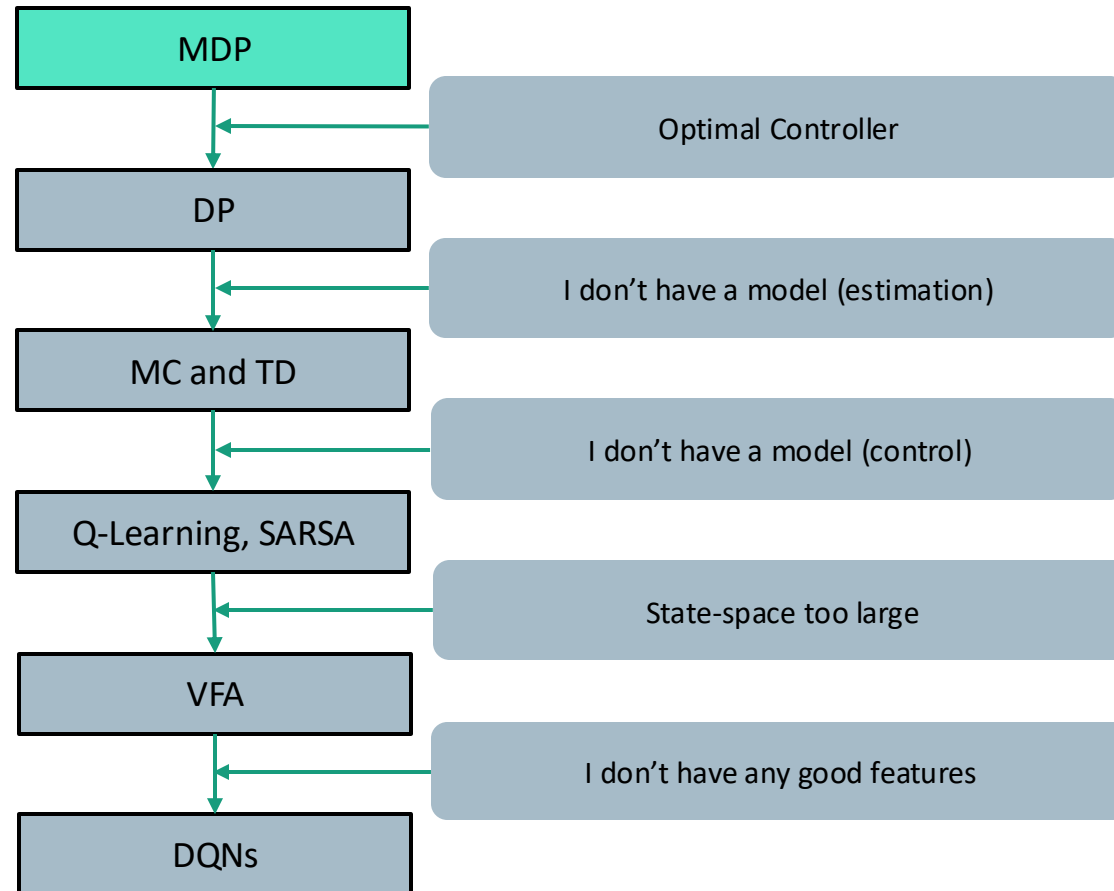 MDP
Optimal Controller
DP
I don’t have a model (estimation)
MC and TD
I don’t have a model (control)
Q-Learning, SARSA
State-space too large
VFA
I don’t have any good features
DQNs